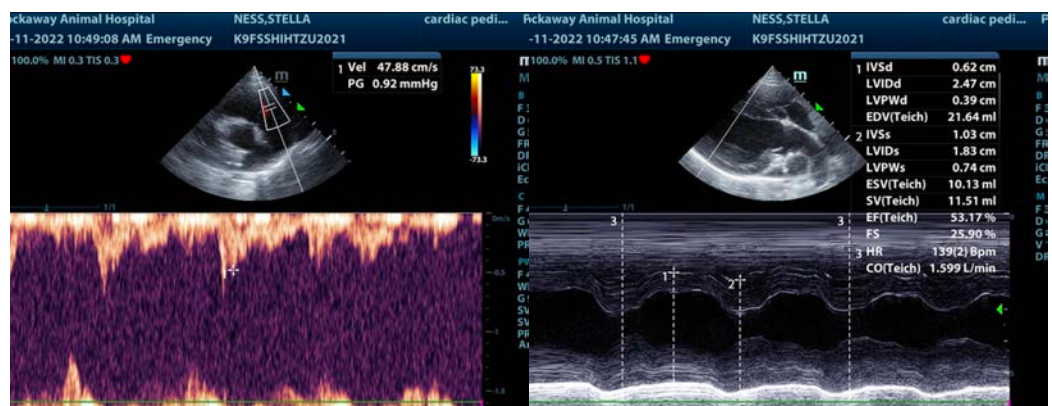 ckaway Animal Hospital NESS,STELLA cardiac pedi...
-11-2022 10:49:08 AM Emergency K9FSSHIHTZU2021
100.0% MI 0.3 TIS 0.3
1 Vel 47.88 cm/s
PG 0.92 mmHg
m
73.3
-73.3
1/1
0m/s
-0.5
-1
-1.5
ckaway Animal Hospital NESS,STELLA cardiac pedi...
-11-2022 10:47:45 AM Emergency K9FSSHIHTZU2021
100.0% MI 0.5 TIS 1.1
m
1 IVSd 0.62 cm
LVIDd 2.47 cm
LVPWd 0.39 cm
EDV(Teich) 21.64 ml
2 IVSs 1.03 cm
LVIDs 1.83 cm
LVPWs 0.74 cm
ESV(Teich) 10.13 ml
SV(Teich) 11.51 ml
EF(Teich) 53.17 %
FS 25.90 %
3 HR 139(2) Bpm
CO(Teich) 1.599 L/min
1/1
3 3
1 2